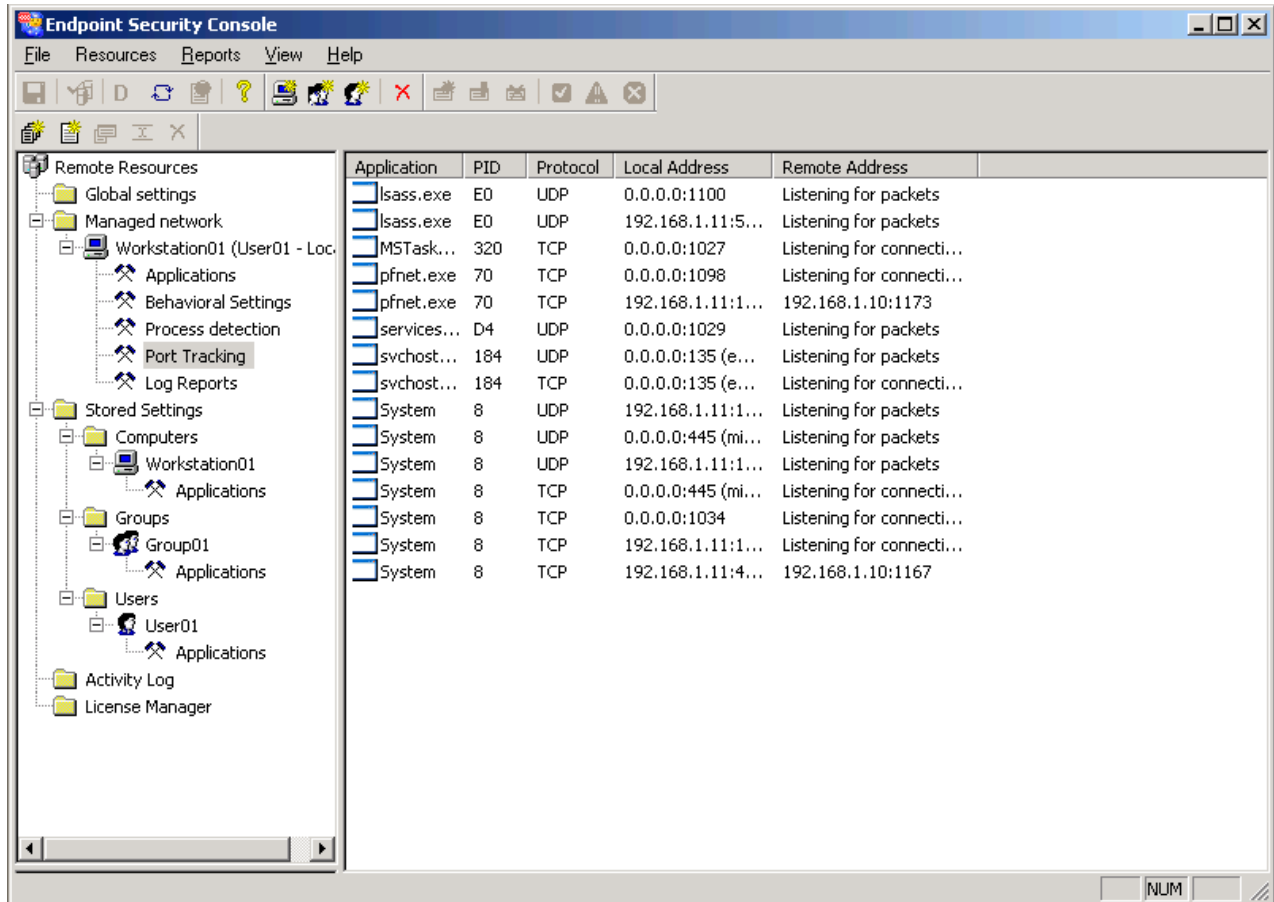 Endpoint Security Console
File Resources Reports View Help
D
Remote Resources
Global settings
Managed network
Workstation01 (User01 - Loc
Applications
Behavioral Settings
Process detection
Port Tracking
Log Reports
Stored Settings
Computers
Workstation01
Applications
Groups
Group01
Applications
Users
User01
Applications
Activity Log
License Manager
Application PID Protocol Local Address Remote Address
lsass.exe E0 UDP 0.0.0.0:1100 Listening for packets
lsass.exe E0 UDP 192.168.1.11:5... Listening for packets
MSTask... 320 TCP 0.0.0.0:1027 Listening for connecti...
pfnet.exe 70 TCP 0.0.0.0:1098 Listening for connecti...
pfnet.exe 70 TCP 192.168.1.11:1... 192.168.1.10:1173
services... D4 UDP 0.0.0.0:1029 Listening for packets
svchost... 184 UDP 0.0.0.0:135 (e... Listening for packets
svchost... 184 TCP 0.0.0.0:135 (e... Listening for connecti...
System 8 UDP 192.168.1.11:1... Listening for packets
System 8 UDP 0.0.0.0:445 (mi... Listening for packets
System 8 UDP 192.168.1.11:1... Listening for packets
System 8 TCP 0.0.0.0:445 (mi... Listening for connecti...
System 8 TCP 0.0.0.0:1034 Listening for connecti...
System 8 TCP 192.168.1.11:1... Listening for connecti...
System 8 TCP 192.168.1.11:4... 192.168.1.10:1167
NUM